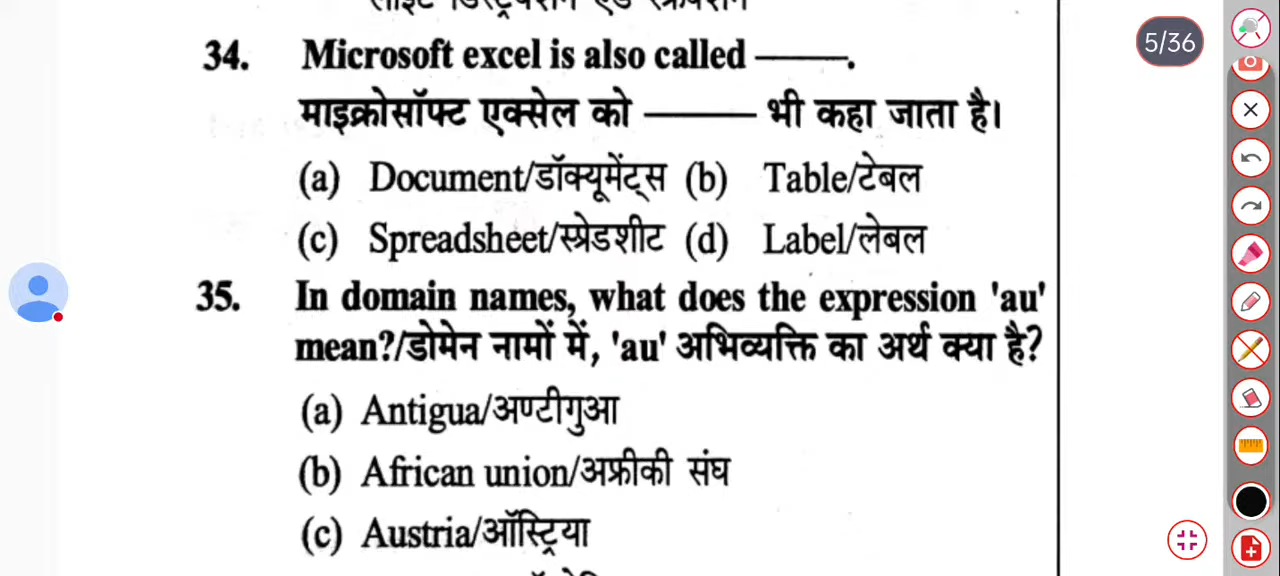 34. Microsoft excel is also called ——.
माइक्रोसॉफ्ट एक्सेल को —— भी कहा जाता है।
(a) Document/डॉक्यूमेंट्स (b) Table/टेबल
(c) Spreadsheet/स्प्रेडशीट (d) Label/लेबल
35. In domain names, what does the expression 'au'
mean?/डोमेन नामों में, 'au' अभिव्यक्ति का अर्थ क्या है?
(a) Antigua/अण्टीगुआ
(b) African union/अफ्रीकी संघ
(c) Austria/ऑस्ट्रिया
5/36